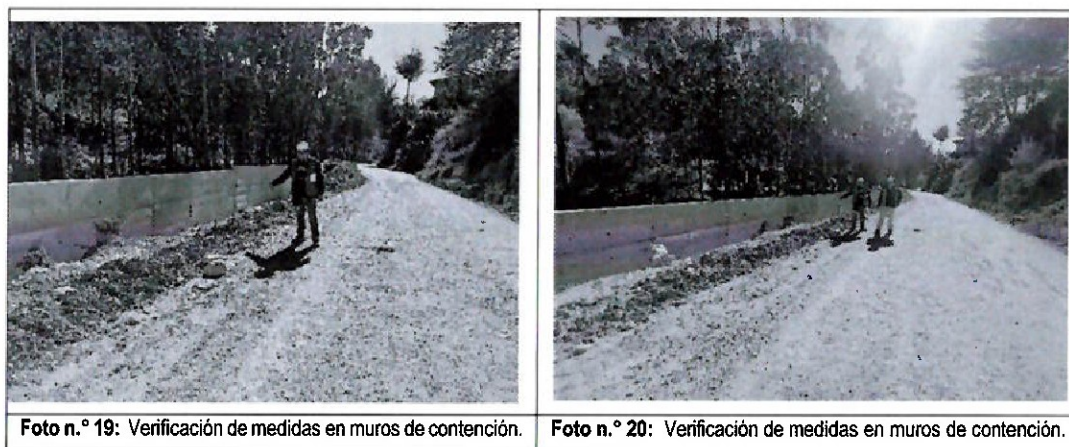 Foto n.° 19: Verificación de medidas en muros de contención.
Foto n.° 20: Verificación de medidas en muros de contención.